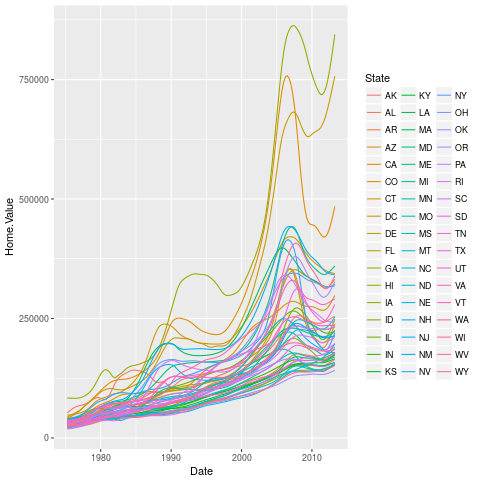 Home.Value
750000
500000
250000
0
1980
1990
2000
2010
Date
State
AK
AL
AR
AZ
CA
CO
CT
DC
DE
FL
GA
HI
IA
ID
IL
IN
KS
KY
LA
MA
MD
ME
MI
MN
MO
MS
MT
NC
ND
NE
NH
NJ
NM
NV
NY
OH
OK
OR
PA
RI
SC
SD
TN
TX
UT
VA
VT
WA
WI
WV
WY